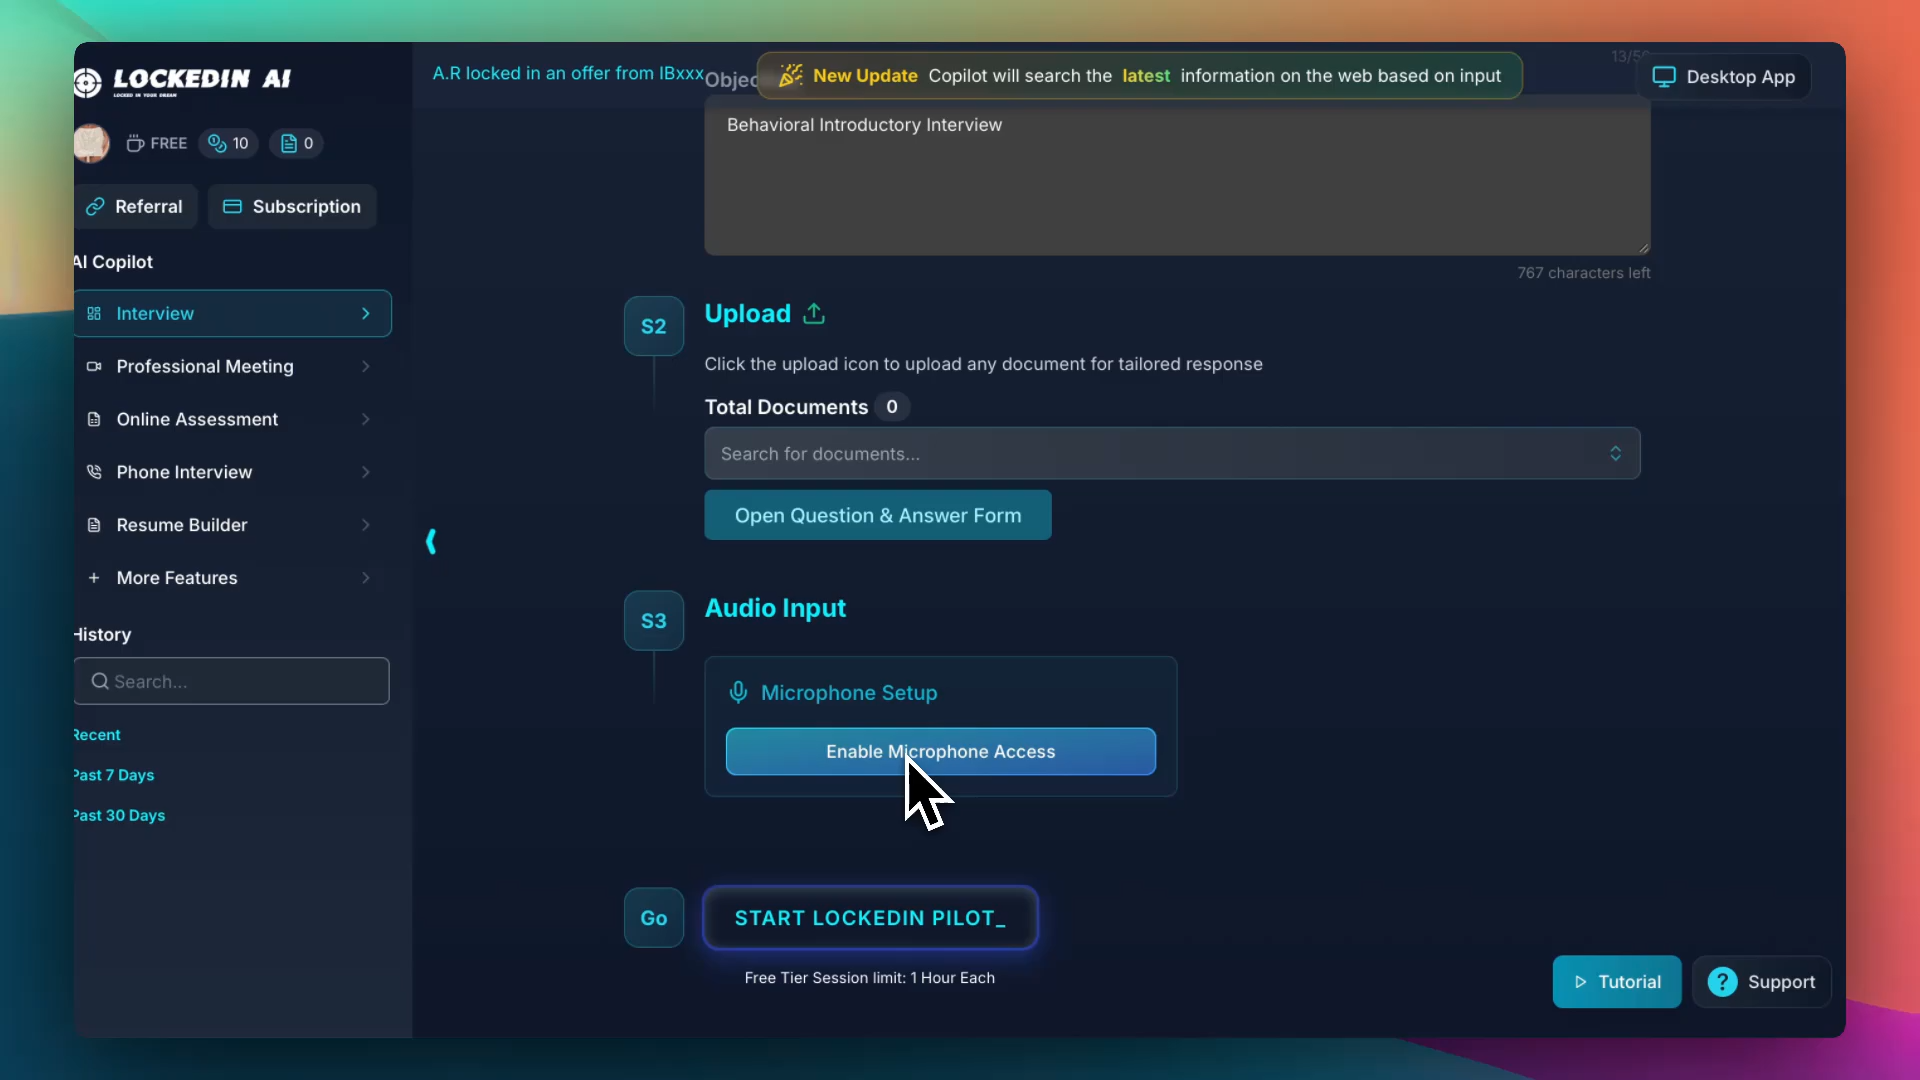 LOCKEDIN AI
LOCKED IN YOUR DREAM
FREE
10
0
Referral
Subscription
AI Copilot
Interview
Professional Meeting
Online Assessment
Phone Interview
Resume Builder
More Features
History
Search...
Recent
Past 7 Days
Past 30 Days
A.R locked in an offer from IBxxx
New Update Copilot will search the latest information on the web based on input
Desktop App
Behavioral Introductory Interview
767 characters left
S2
Upload
Click the upload icon to upload any document for tailored response
Total Documents 0
Search for documents...
Open Question & Answer Form
S3
Audio Input
Microphone Setup
Enable Microphone Access
Go
START LOCKEDIN PILOT_
Free Tier Session limit: 1 Hour Each
Tutorial
? Support